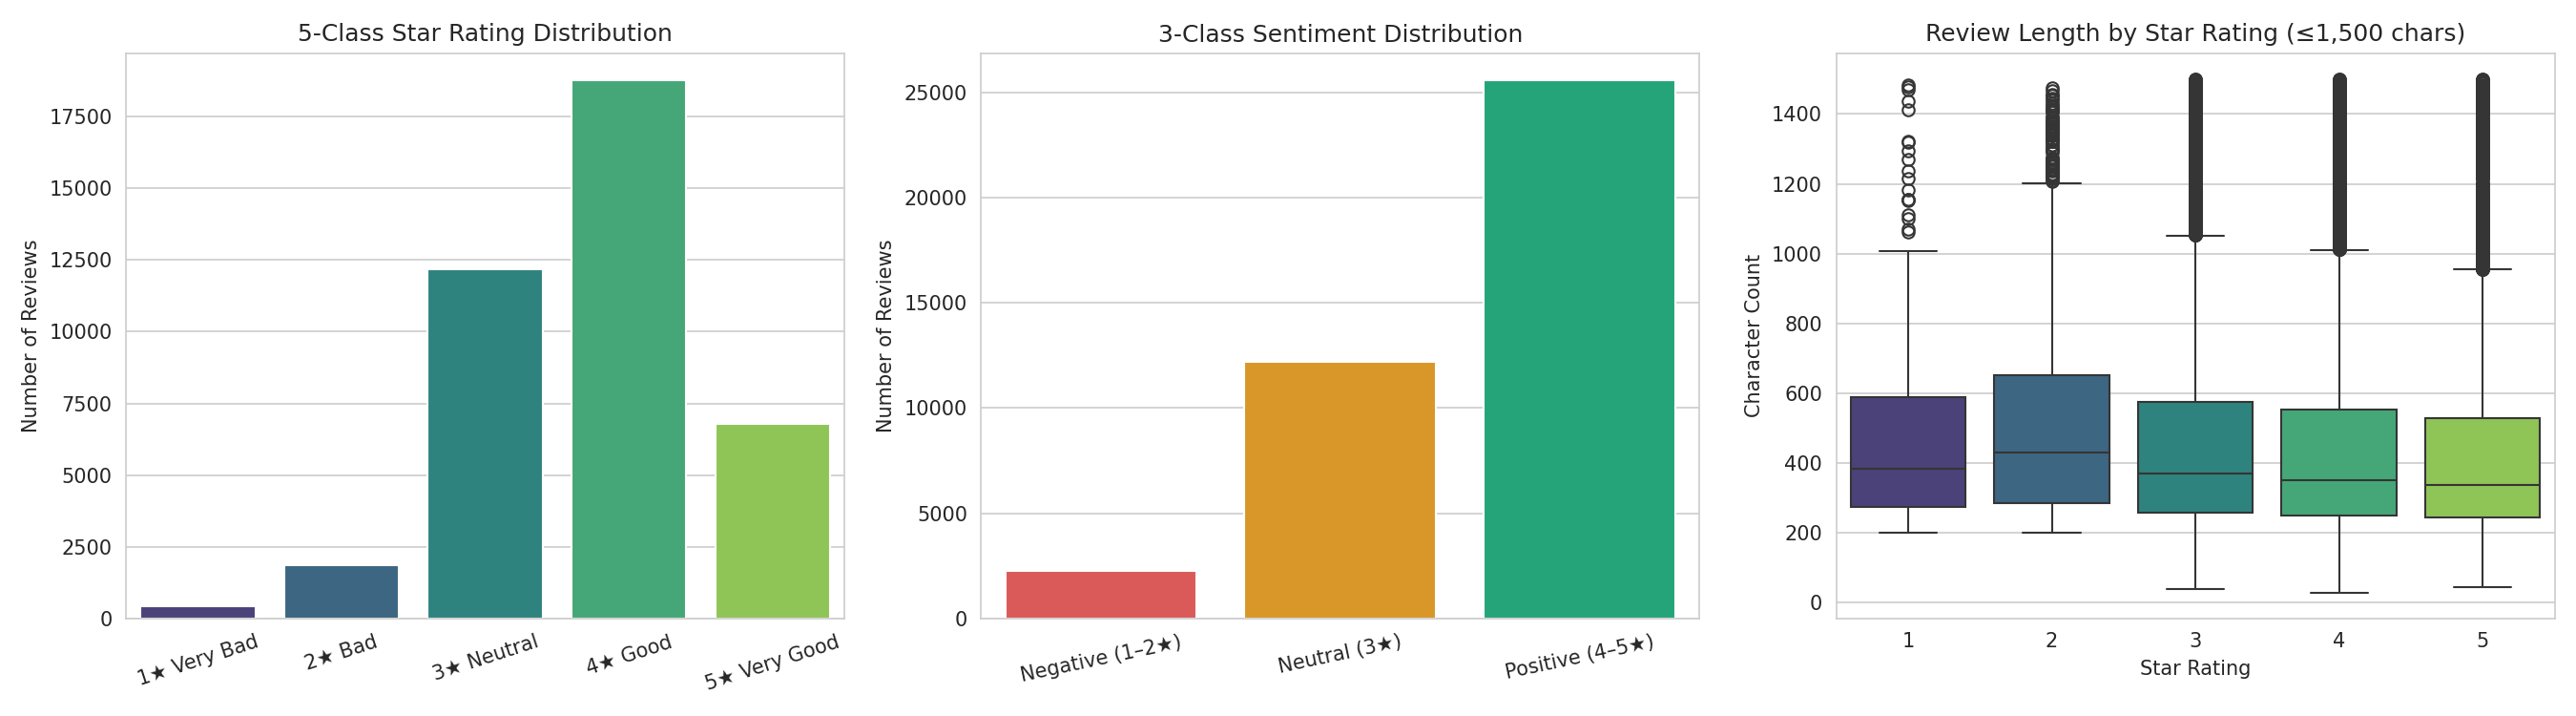 5-Class Star Rating Distribution
Number of Reviews
17500
15000
12500
10000
7500
5000
2500
0
1★ Very Bad
2★ Bad
3★ Neutral
4★ Good
5★ Very Good
3-Class Sentiment Distribution
Number of Reviews
25000
20000
15000
10000
5000
0
Negative (1–2★)
Neutral (3★)
Positive (4–5★)
Review Length by Star Rating (≤1,500 chars)
Character Count
1400
1200
1000
800
600
400
200
0
1
2
3
4
5
Star Rating